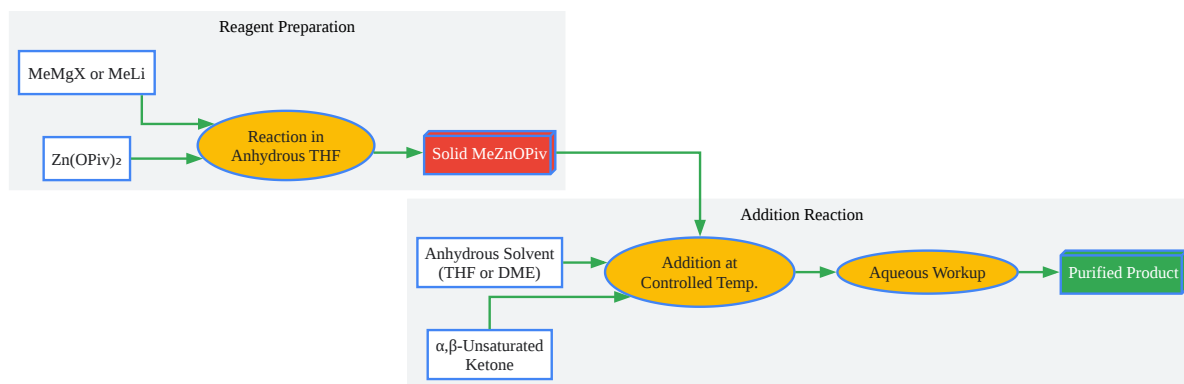 Reagent Preparation
MeMgX or MeLi
Zn(OPiv)₂
Reaction in
Anhydrous THF
Solid MeZnOPiv
Addition Reaction
Anhydrous Solvent
(THF or DME)
α,β-Unsaturated
Ketone
Addition at
Controlled Temp.
Aqueous Workup
Purified Product